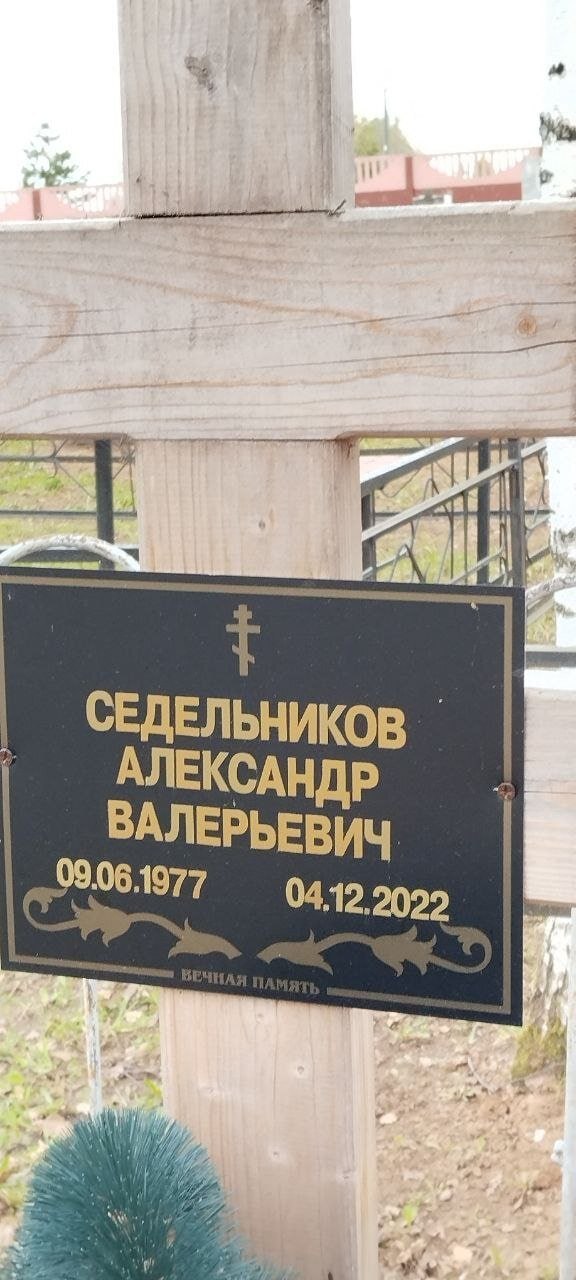 СЕДЕЛЬНИКОВ
АЛЕКСАНДР
ВАЛЕРЬЕВИЧ
09.06.1977 04.12.2022
ВЕЧНАЯ ПАМЯТЬ